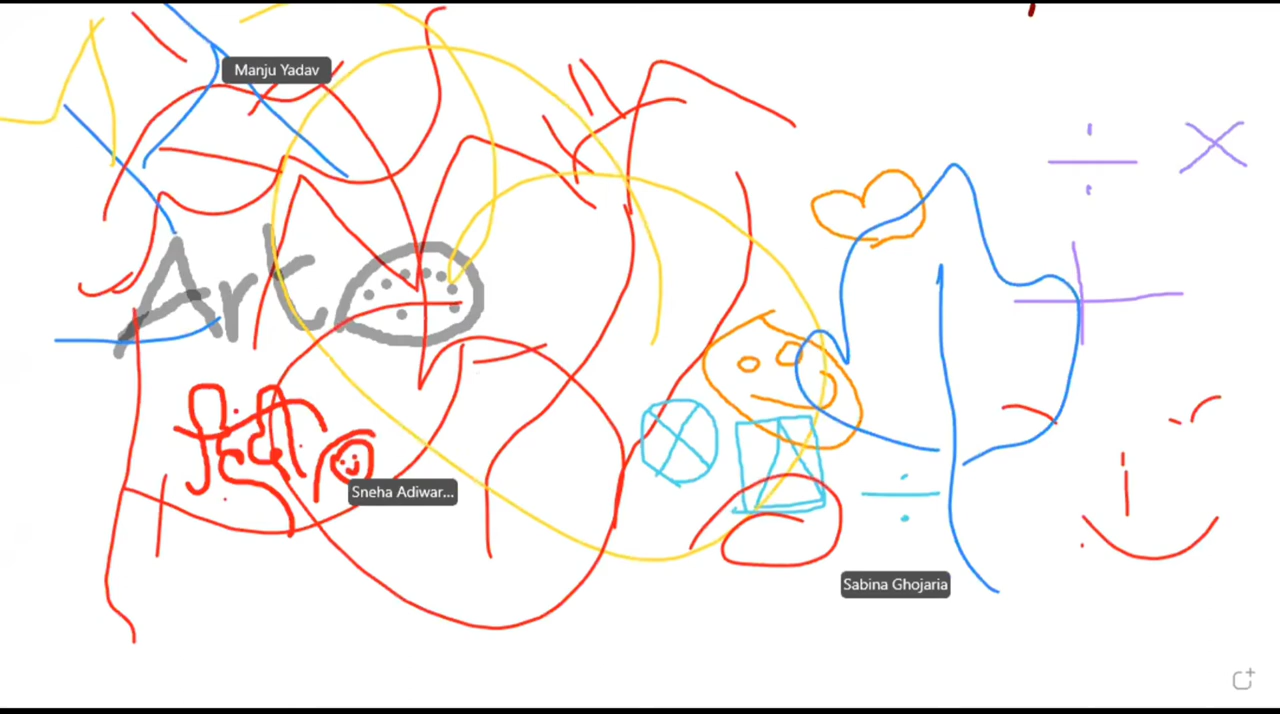 ÷ ×
Manju Yadav
+
Art
Sneha Adiwar...
÷
Sabina Ghojaria